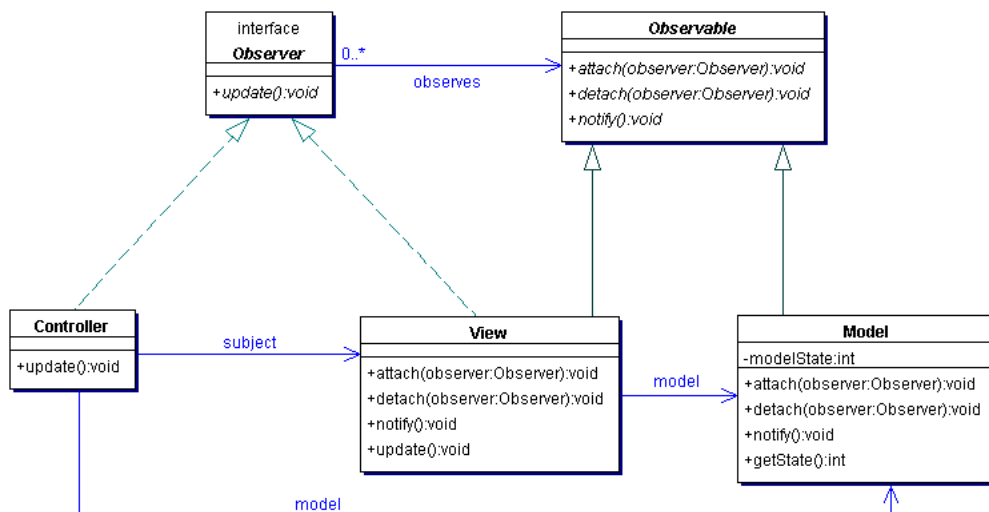 interface
Observer
+update():void
0..*
observes
Observable
+attach(observer:Observer):void
+detach(observer:Observer):void
+notify():void
Controller
+update():void
subject
View
+attach(observer:Observer):void
+detach(observer:Observer):void
+notify():void
+update():void
model
Model
-modelState:int
+attach(observer:Observer):void
+detach(observer:Observer):void
+notify():void
+getState():int
model